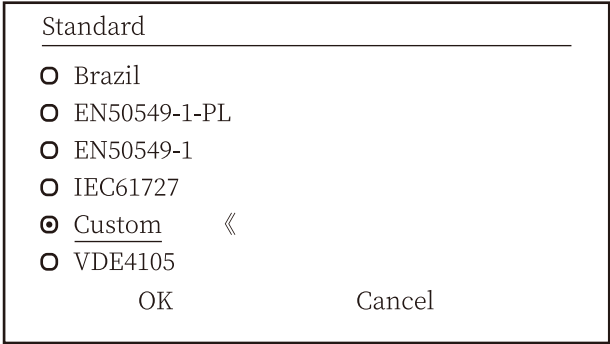 Standard
Brazil
EN50549-1-PL
EN50549-1
IEC61727
Custom 《
VDE4105
OK Cancel